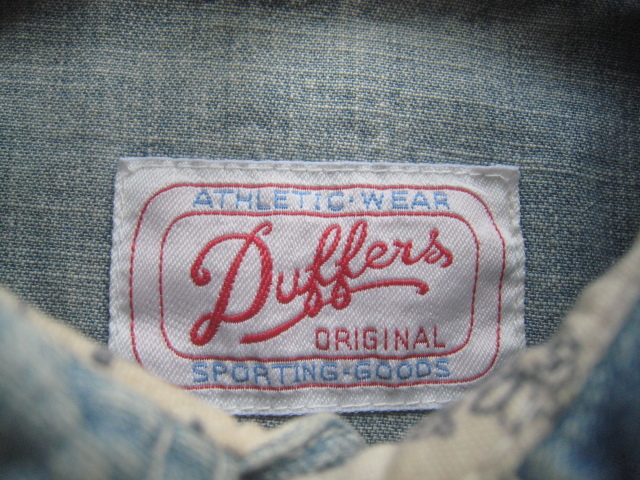 ATHLETIC·WEAR
Duffers
ORIGINAL
SPORTING-GOODS